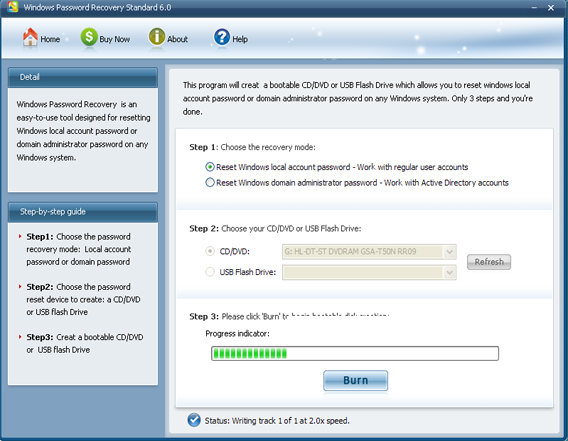 Windows Password Recovery Standard 6.0
Home
Buy Now
About
Help
Detail
Windows Password Recovery is an
easy-to-use tool designed for resetting
Windows local account password or
domain administrator password on any
Windows system.
Step-by-step guide
Step1: Choose the password
recovery mode: Local account
password or domain password
Step2: Choose the password
reset device to create: a CD/DVD
or USB flash Drive
Step3: Creat a bootable CD/DVD
or USB flash Drive
This program will creat a bootable CD/DVD or USB Flash Drive which allows you to reset windows local
account password or domain administrator password on any Windows system. Only 3 steps and you're
done.
Step 1: Choose the recovery mode:
Reset Windows local account password - Work with regular user accounts
Reset Windows domain administrator password - Work with Active Directory accounts
Step 2: Choose your CD/DVD or USB Flash Drive:
CD/DVD: G: HL-DT-ST DVDRAM GSA-T50N RR09
USB Flash Drive:
Refresh
Step 3: Please click 'Burn' to begin bootable disk
Progress indicator:
Burn
Status: Writing track 1 of 1 at 2.0x speed.